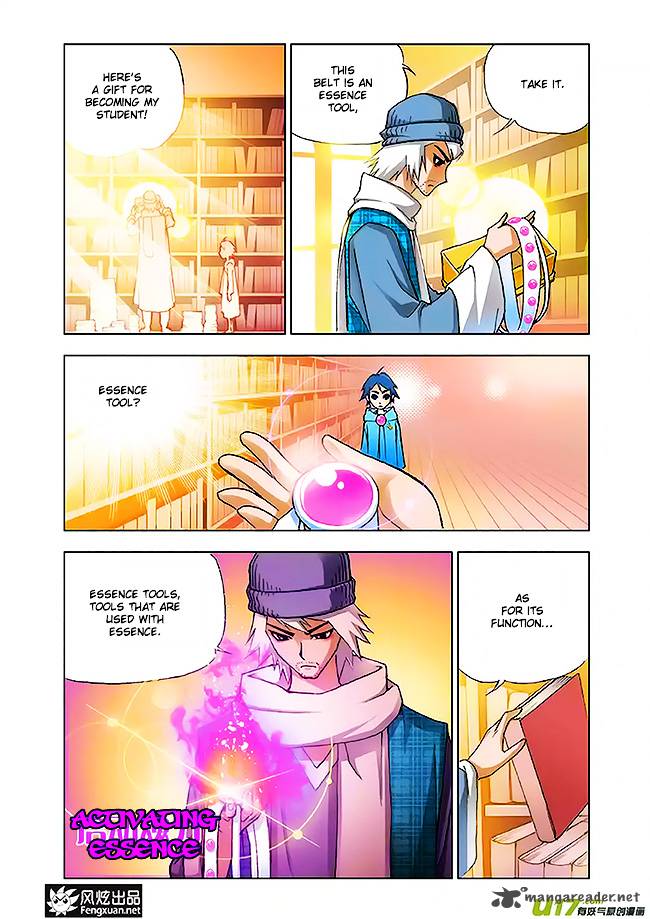 HERE'S
A GIFT FOR
BECOMING MY
STUDENT!
THIS
BELT IS AN
ESSENCE
TOOL,
TAKE IT.
ESSENCE
TOOL?
ESSENCE TOOLS,
TOOLS THAT ARE
USED WITH
ESSENCE.
AS
FOR ITS
FUNCTION...
ACTIVATING
ESSENCE
风炫出品
Fengxuan.net
mangareader.net
U17.com
有妖气原创漫画